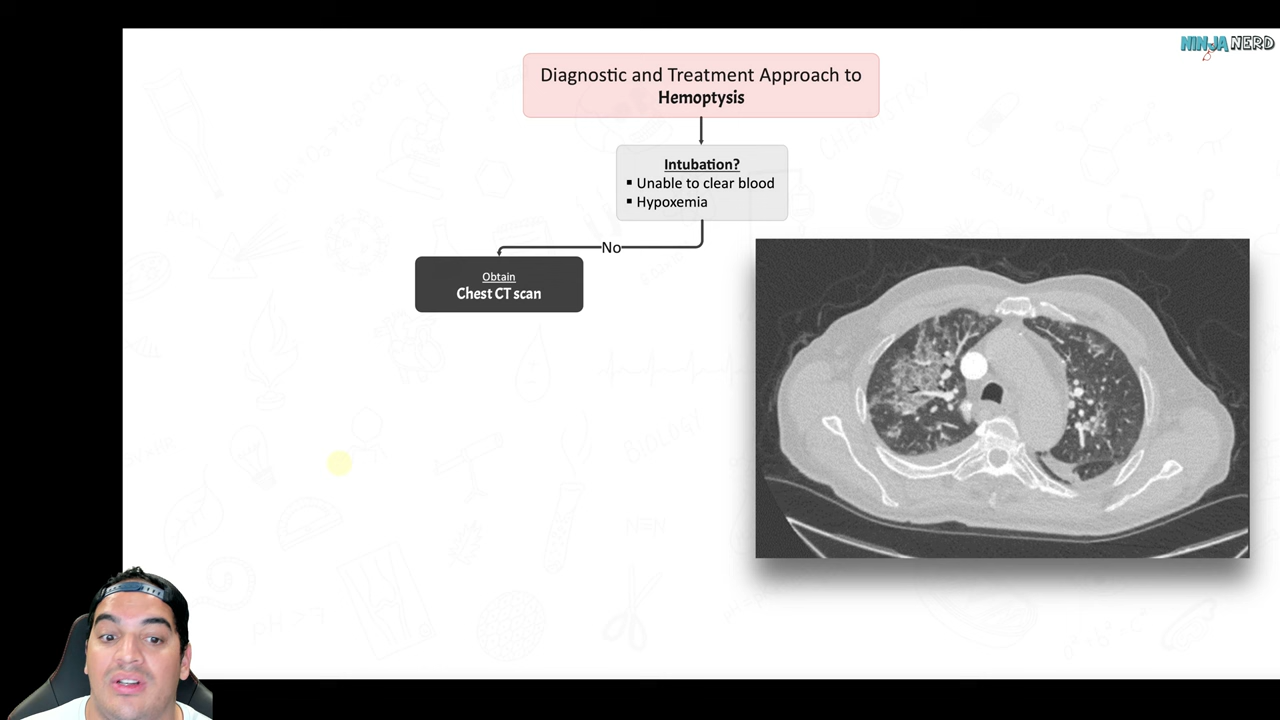 NINJA NERD
Diagnostic and Treatment Approach to
Hemoptysis
Intubation?
▪ Unable to clear blood
▪ Hypoxemia
No
Obtain
Chest CT scan
BIOLOGY